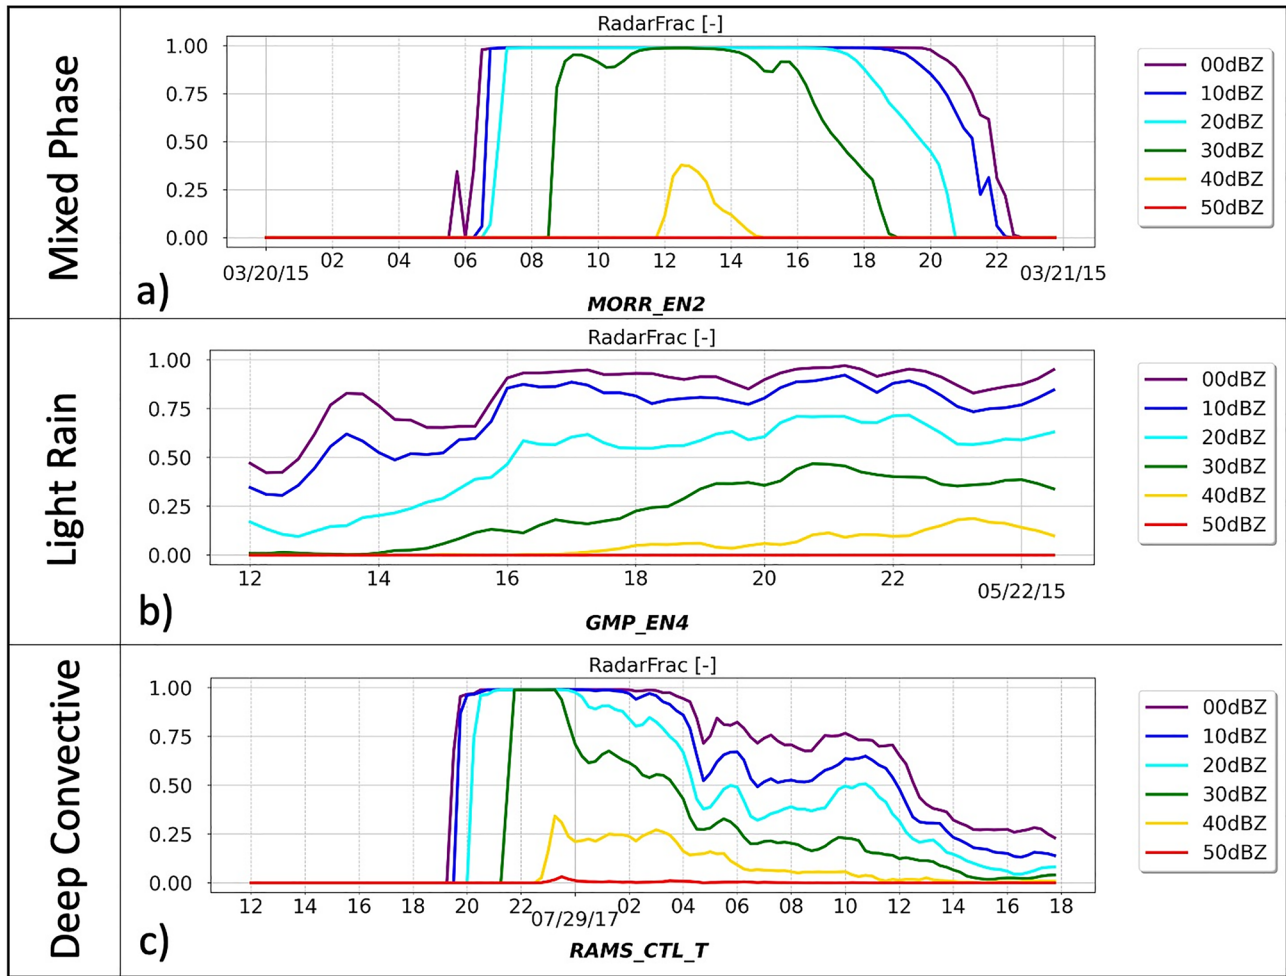 Mixed Phase
RadarFrac [-]
1.00
0.75
0.50
0.25
0.00
02 04 06 08 10 12 14 16 18 20 22
03/20/15 03/21/15
00dBZ
10dBZ
20dBZ
30dBZ
40dBZ
50dBZ
a)
MORR_EN2
Light Rain
RadarFrac [-]
1.00
0.75
0.50
0.25
0.00
12 14 16 18 20 22
05/22/15
00dBZ
10dBZ
20dBZ
30dBZ
40dBZ
50dBZ
b)
GMP_EN4
Deep Convective
RadarFrac [-]
1.00
0.75
0.50
0.25
0.00
12 14 16 18 20 22 02 04 06 08 10 12 14 16 18
07/29/17
00dBZ
10dBZ
20dBZ
30dBZ
40dBZ
50dBZ
c)
RAMS_CTL_T